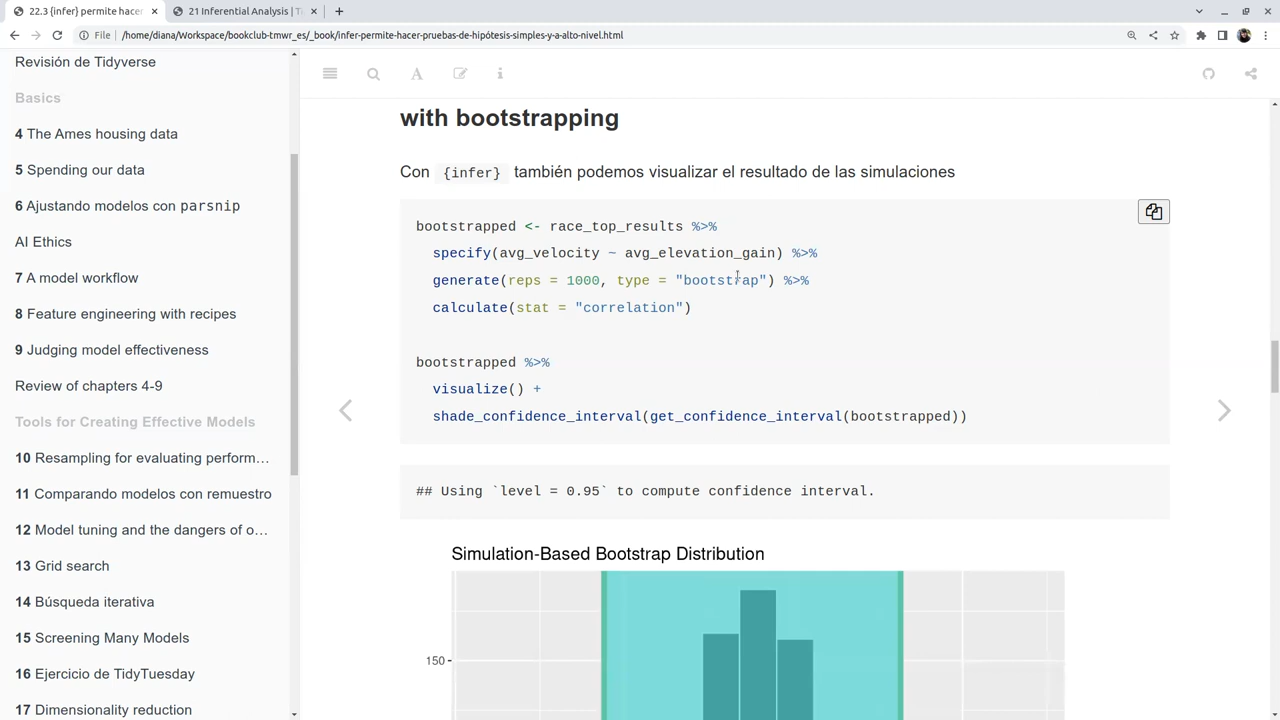 22.3 {infer} permite hacer
21 Inferential Analysis | Ti
File
/home/diana/Workspace/bookclub-tmwr_es/_book/infer-permite-hacer-pruebas-de-hipótesis-simples-y-a-alto-nivel.html
Revisión de Tidyverse
Basics
4 The Ames housing data
5 Spending our data
6 Ajustando modelos con parsnip
AI Ethics
7 A model workflow
8 Feature engineering with recipes
9 Judging model effectiveness
Review of chapters 4-9
Tools for Creating Effective Models
10 Resampling for evaluating perform…
11 Comparando modelos con remuestro
12 Model tuning and the dangers of o…
13 Grid search
14 Búsqueda iterativa
15 Screening Many Models
16 Ejercicio de TidyTuesday
17 Dimensionality reduction
with bootstrapping
Con {infer} también podemos visualizar el resultado de las simulaciones
bootstrapped <- race_top_results %>%
specify(avg_velocity ~ avg_elevation_gain) %>%
generate(reps = 1000, type = "bootstrap") %>%
calculate(stat = "correlation")
bootstrapped %>%
visualize() +
shade_confidence_interval(get_confidence_interval(bootstrapped))
## Using `level = 0.95` to compute confidence interval.
Simulation-Based Bootstrap Distribution
150